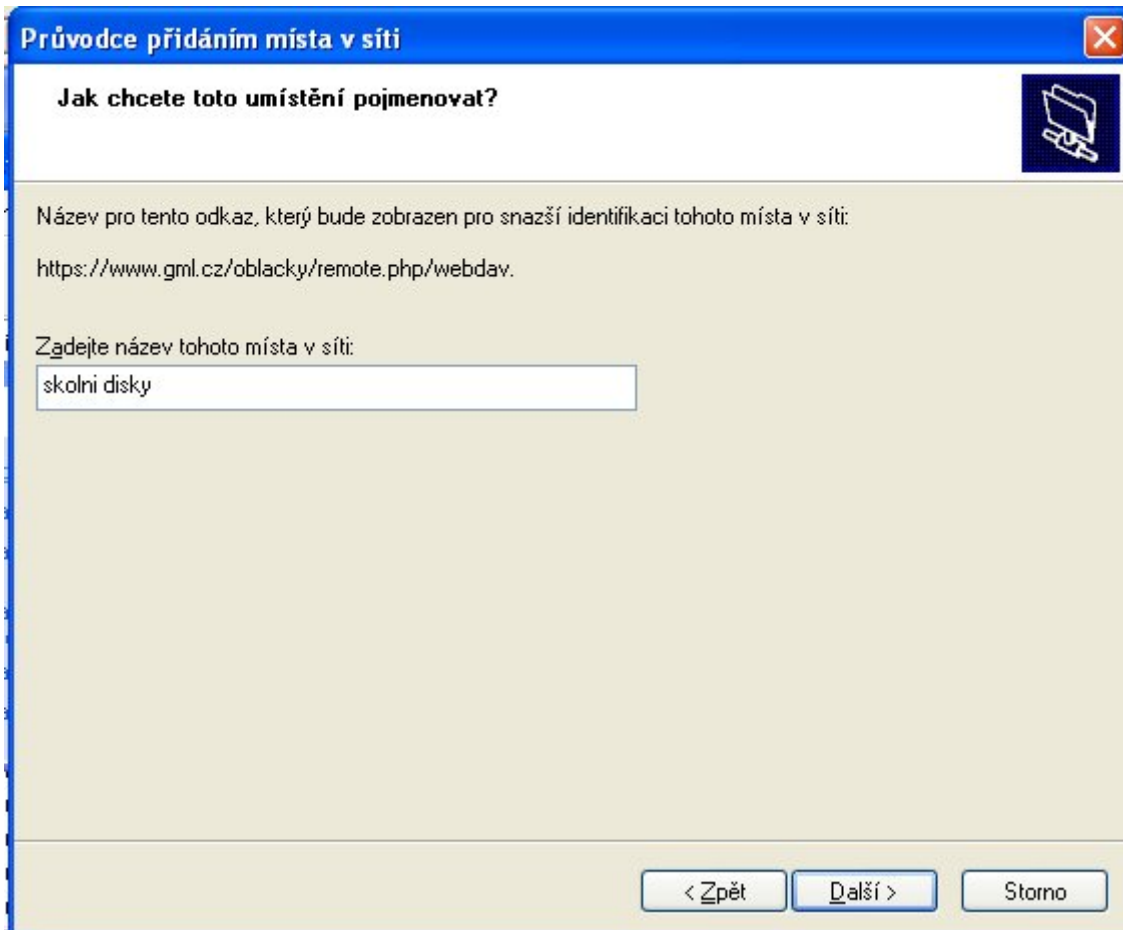 Průvodce přidáním místa v síti
Jak chcete toto umístění pojmenovat?
Název pro tento odkaz, který bude zobrazen pro snazší identifikaci tohoto místa v síti:
https://www.gml.cz/oblacky/remote.php/webdav.
Zadejte název tohoto místa v síti:
skolni disky
< Zpět
Další >
Storno